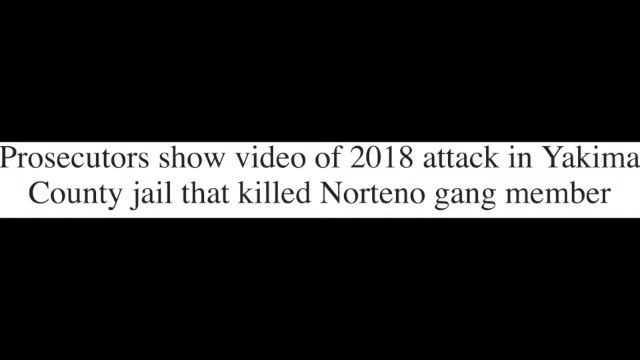 Prosecutors show video of 2018 attack in Yakima
County jail that killed Norteno gang member